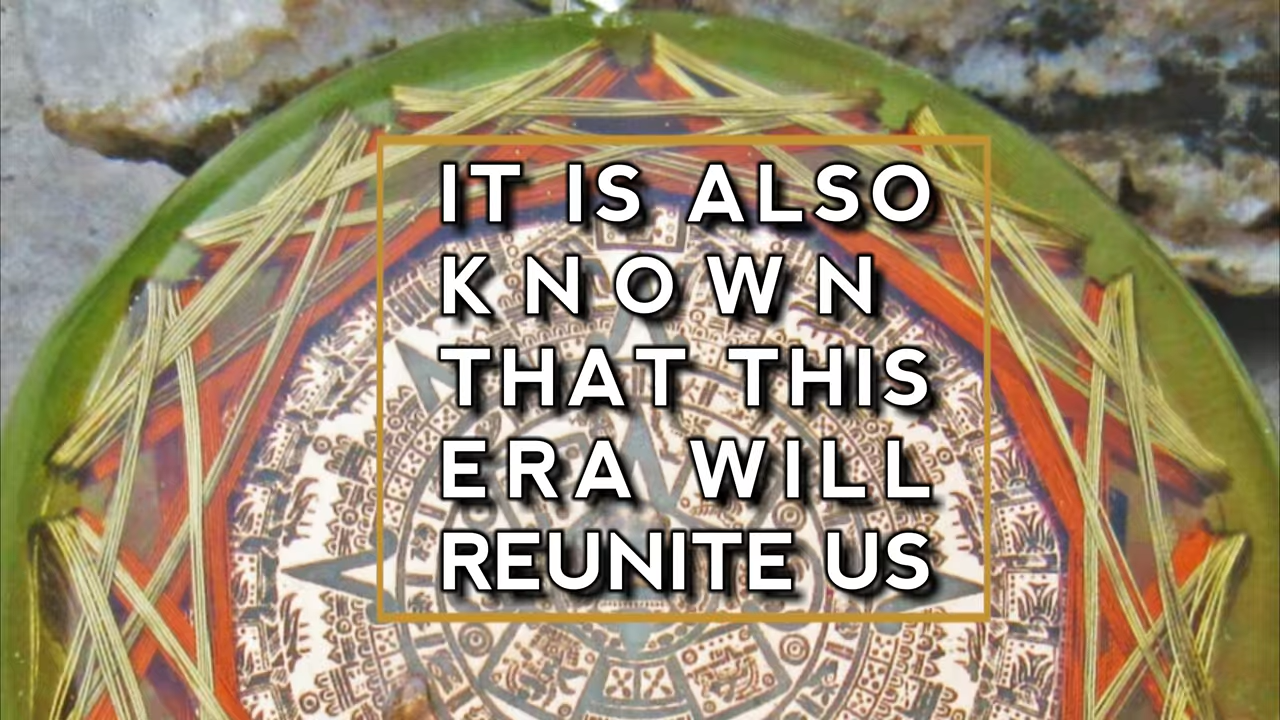 IT IS ALSO
KNOWN
THAT THIS
ERA WILL
REUNITE US